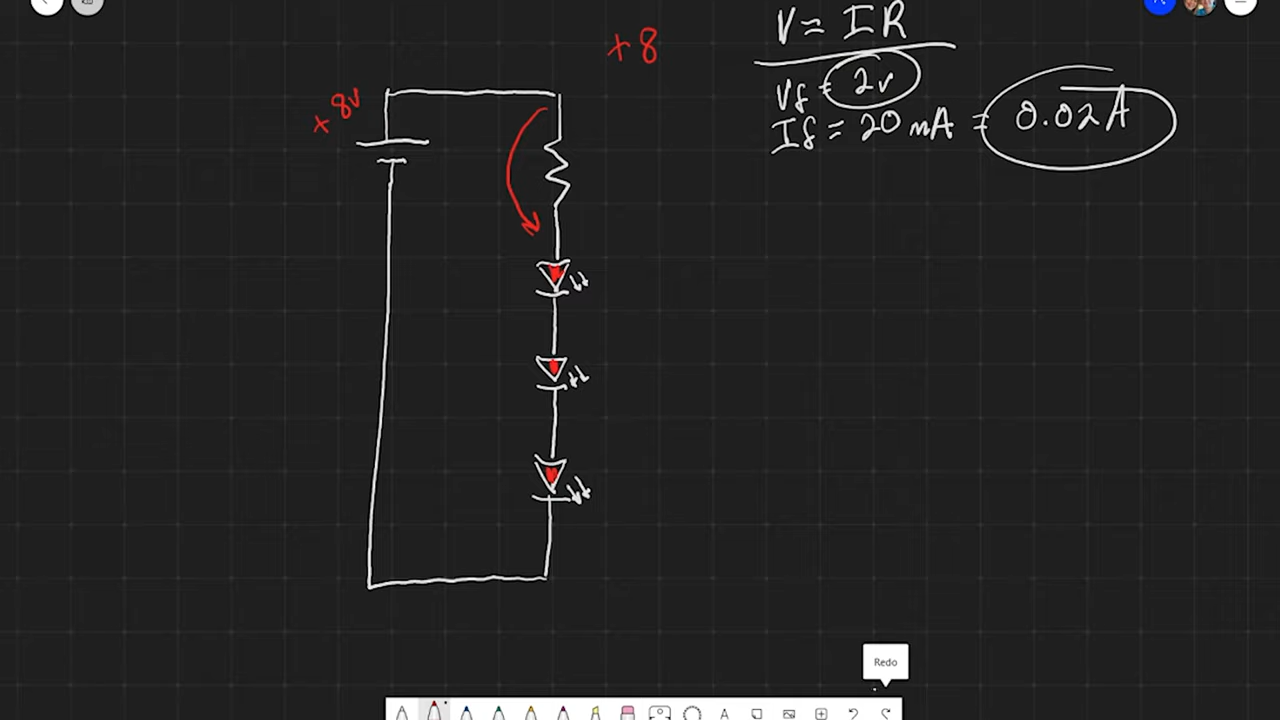 +8
V = IR
Vf = 2v
If = 20 mA = 0.02A
+8v
Redo
A